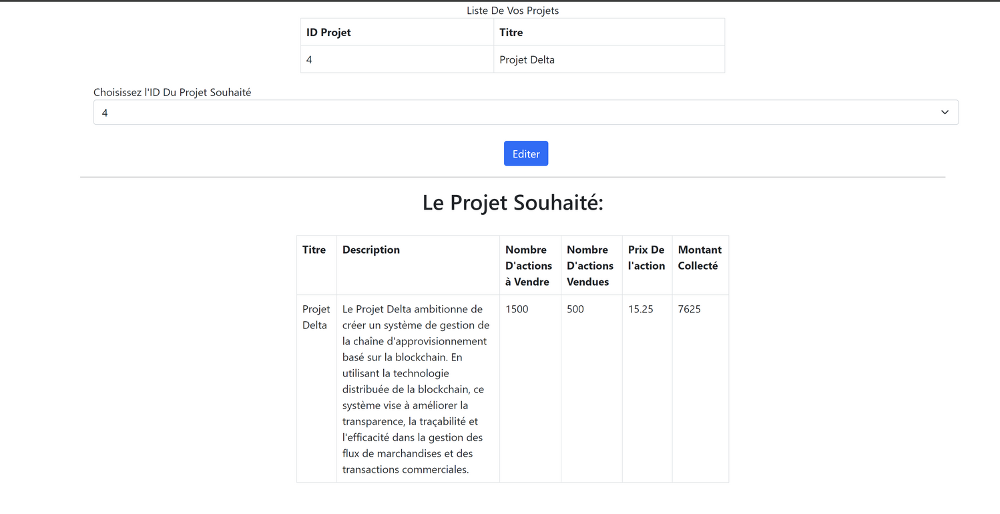 Liste De Vos Projets
ID Projet Titre
4 Projet Delta
Choisissez l'ID Du Projet Souhaité
4
Editer
Le Projet Souhaité:
Titre Description Nombre D'actions à Vendre Nombre D'actions Vendues Prix De l'action Montant Collecté
Projet Delta
Le Projet Delta ambitionne de
créer un système de gestion de
la chaîne d'approvisionnement
basé sur la blockchain. En
utilisant la technologie
distribuée de la blockchain, ce
système vise à améliorer la
transparence, la traçabilité et
l'efficacité dans la gestion des
flux de marchandises et des
transactions commerciales.
1500 500 15.25 7625